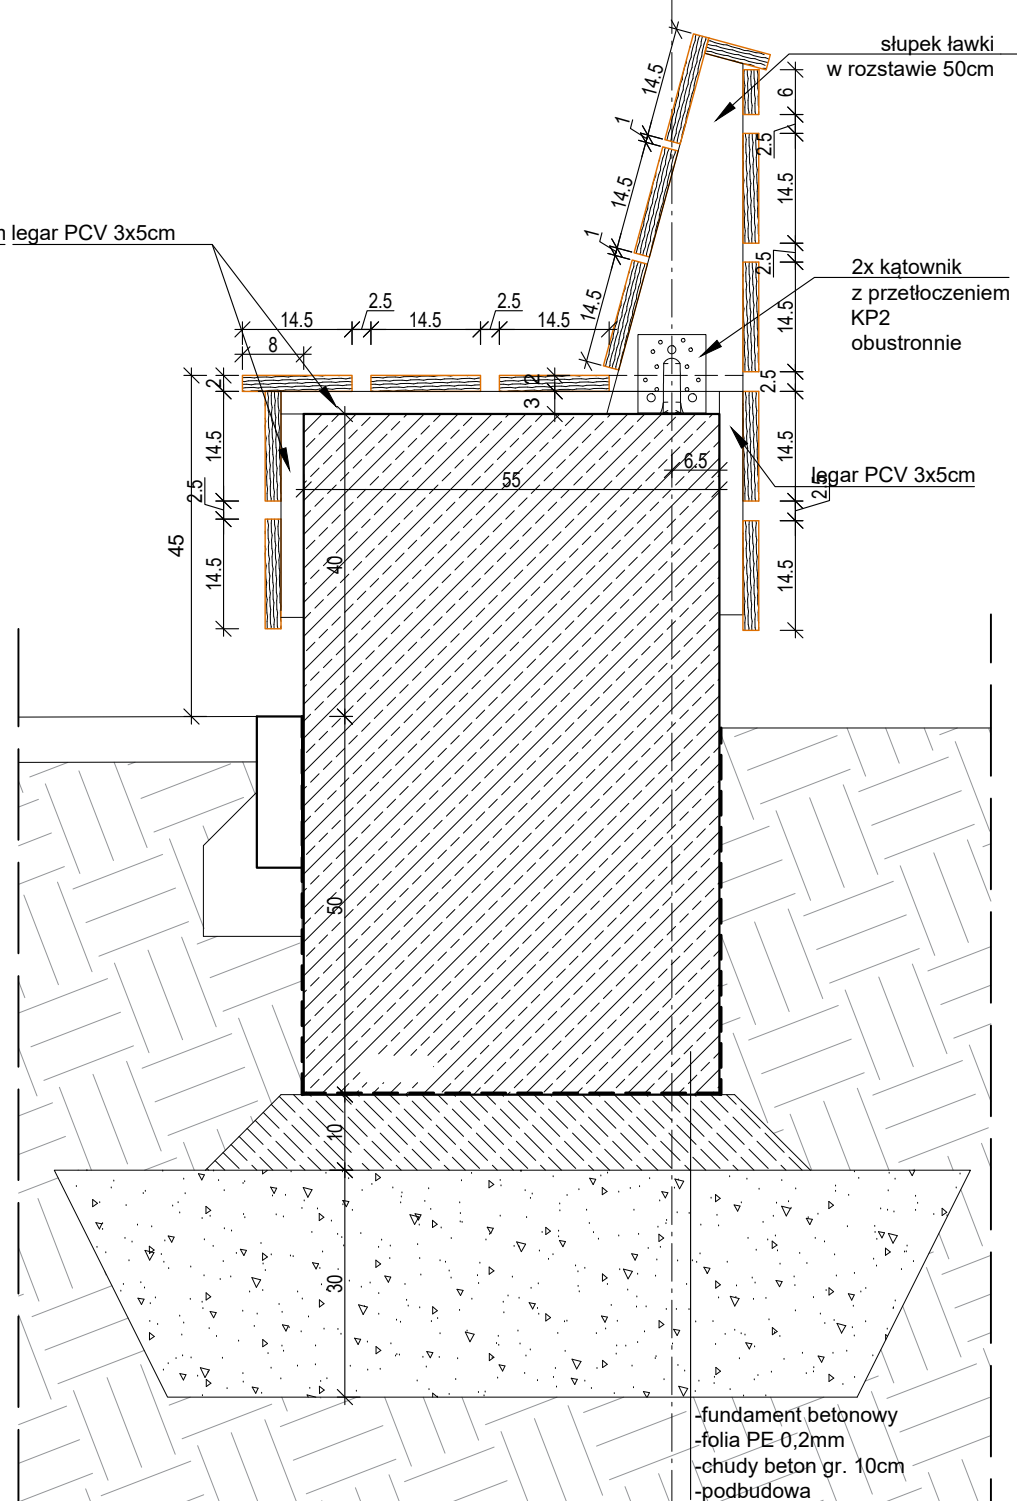 słupek ławki
w rozstawie 50cm
14.5
1
14.5
1
14.5
6
2.5
14.5
2.5
14.5
2.5
14.5
2.5
14.5
legar PCV 3x5cm
2x kątownik
z przetłoczeniem
KP2
obustronnie
14.5
2.5
14.5
2.5
14.5
8
2
2
3
14.5
2.5
14.5
45
6.5
55
legar PCV 3x5cm
40
50
10
30
-fundament betonowy
-folia PE 0,2mm
-chudy beton gr. 10cm
-podbudowa